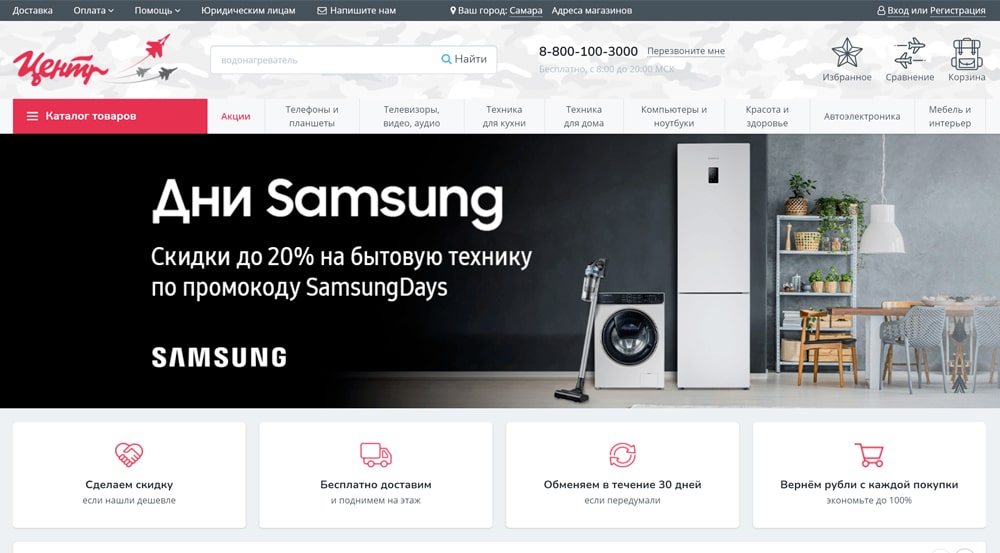 Доставка Оплата Помощь Юридическим лицам Напишите нам Ваш город: Самара Адреса магазинов Вход или Регистрация
Центр
водонагреватель Найти
8-800-100-3000 Перезвоните мне
Бесплатно, с 8:00 до 20:00 МСК
Избранное Сравнение Корзина
Каталог товаров
Акции
Телефоны и
планшеты
Телевизоры,
видео, аудио
Техника
для кухни
Техника
для дома
Компьютеры и
ноутбуки
Красота и
здоровье
Автоэлектроника
Мебель и
интерьер
Дни Samsung
Скидки до 20% на бытовую технику
по промокоду SamsungDays
SAMSUNG
Сделаем скидку
если нашли дешевле
Бесплатно доставим
и поднимем на этаж
Обменяем в течение 30 дней
если передумали
Вернём рубли с каждой покупки
экономьте до 100%